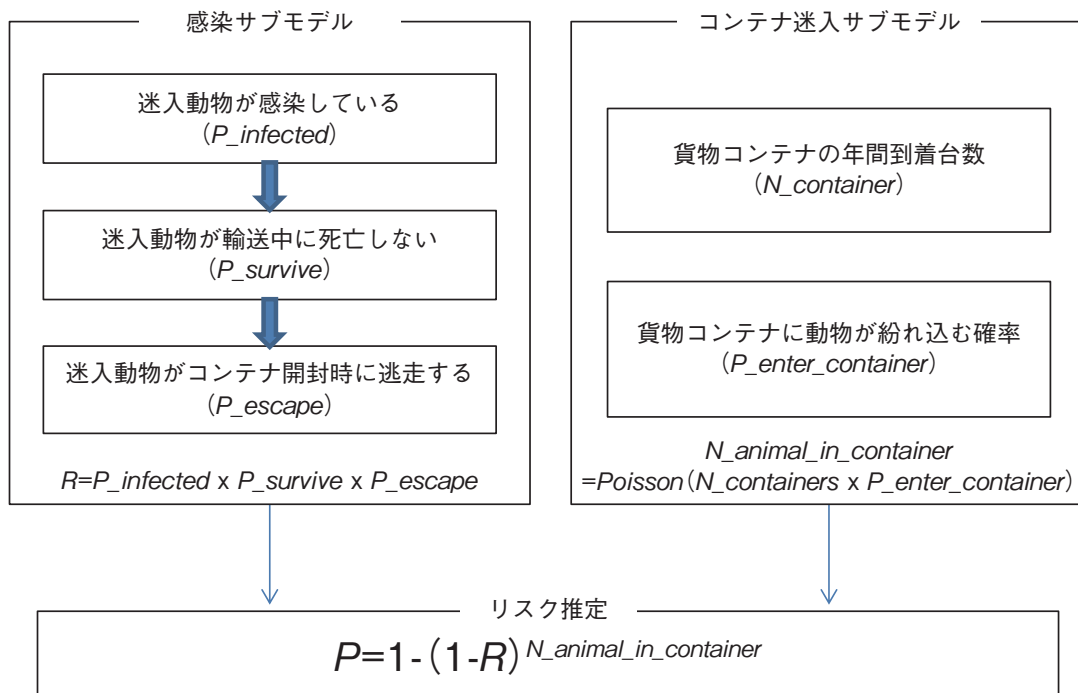 感染サブモデル
迷入動物が感染している
(P_infected)
迷入動物が輸送中に死亡しない
(P_survive)
迷入動物がコンテナ開封時に逃走する
(P_escape)
R=P_infected x P_survive x P_escape
コンテナ迷入サブモデル
貨物コンテナの年間到着台数
(N_container)
貨物コンテナに動物が紛れ込む確率
(P_enter_container)
N_animal_in_container
=Poisson(N_containers x P_enter_container)
リスク推定
P=1-(1-R)N_animal_in_container